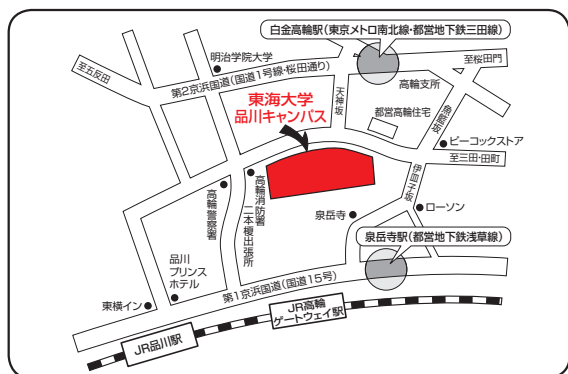 白金高輪駅(東京メトロ南北線・都営地下鉄三田線)
明治学院大学
至五反田
第2京浜国道(国道1号線・桜田通り)
至桜田門
高輪支所
天神坂
魚籃坂
東海大学
品川キャンパス
都営高輪住宅
ピーコックストア
至三田・田町
伊皿子坂
高輪消防署
二本榎出張所
高輪警察署
泉岳寺
ローソン
泉岳寺駅(都営地下鉄浅草線)
品川
プリンス
ホテル
第1京浜国道(国道15号)
東横イン
JR高輪
ゲートウェイ駅
JR品川駅